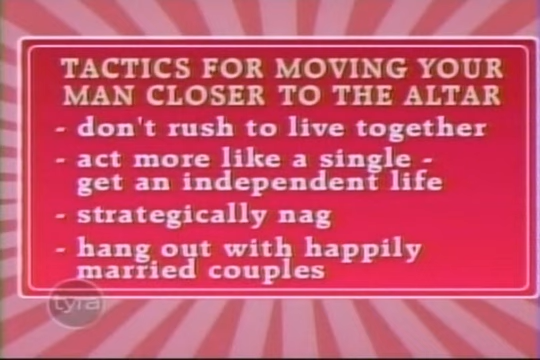 TACTICS FOR MOVING YOUR
MAN CLOSER TO THE ALTAR
- don't rush to live together
- act more like a single -
get an independent life
- strategically nag
- hang out with happily
married couples
tyra